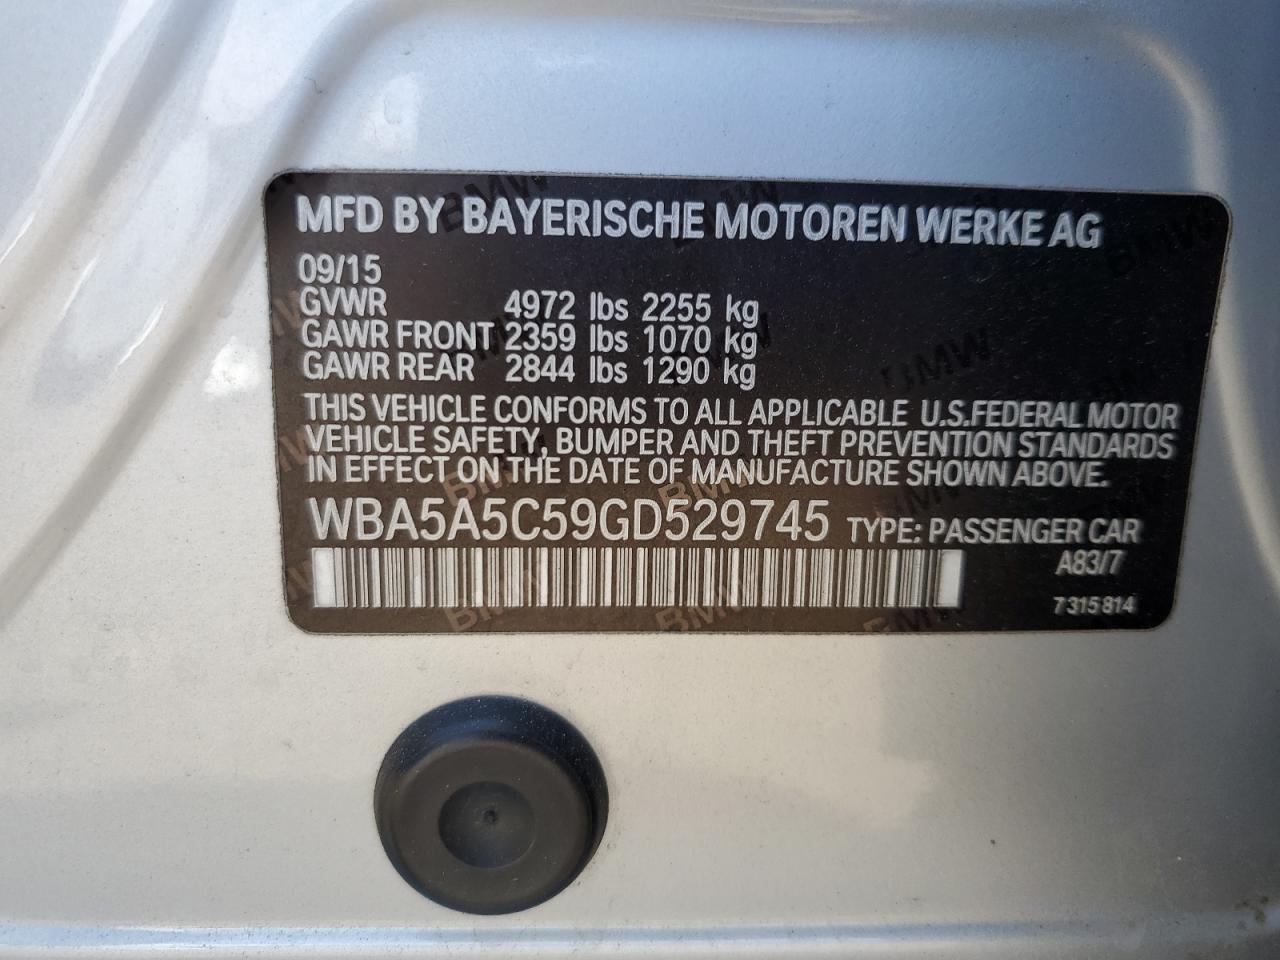 MFD BY BAYERISCHE MOTOREN WERKE AG
09/15
GVWR 4972 lbs 2255 kg
GAWR FRONT 2359 lbs 1070 kg
GAWR REAR 2844 lbs 1290 kg
THIS VEHICLE CONFORMS TO ALL APPLICABLE U.S.FEDERAL MOTOR
VEHICLE SAFETY, BUMPER AND THEFT PREVENTION STANDARDS
IN EFFECT ON THE DATE OF MANUFACTURE SHOWN ABOVE.
WBA5A5C59GD529745 TYPE: PASSENGER CAR
A83/7
7 315 814